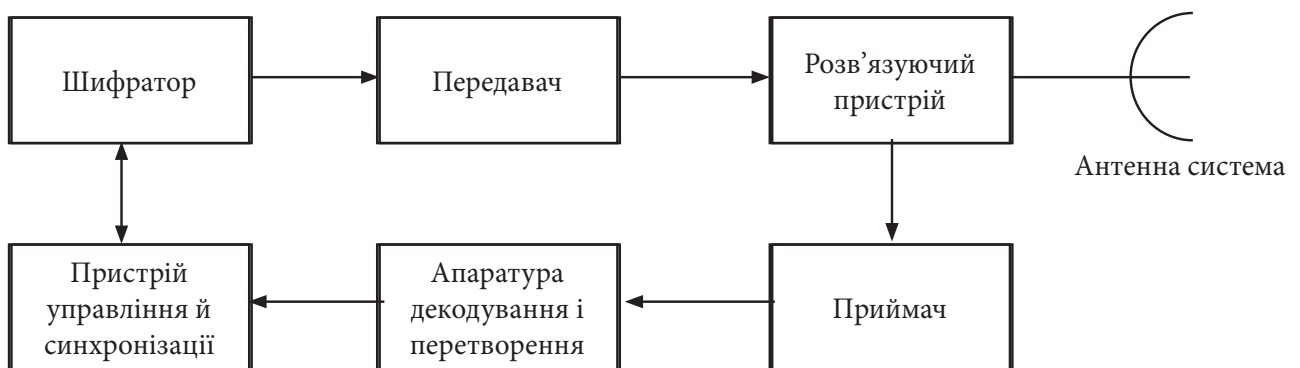 Шифратор
Передавач
Розв’язуючий
пристрій
Антенна система
Пристрій
управління й
синхронізації
Апаратура
декодування і
перетворення
Приймач